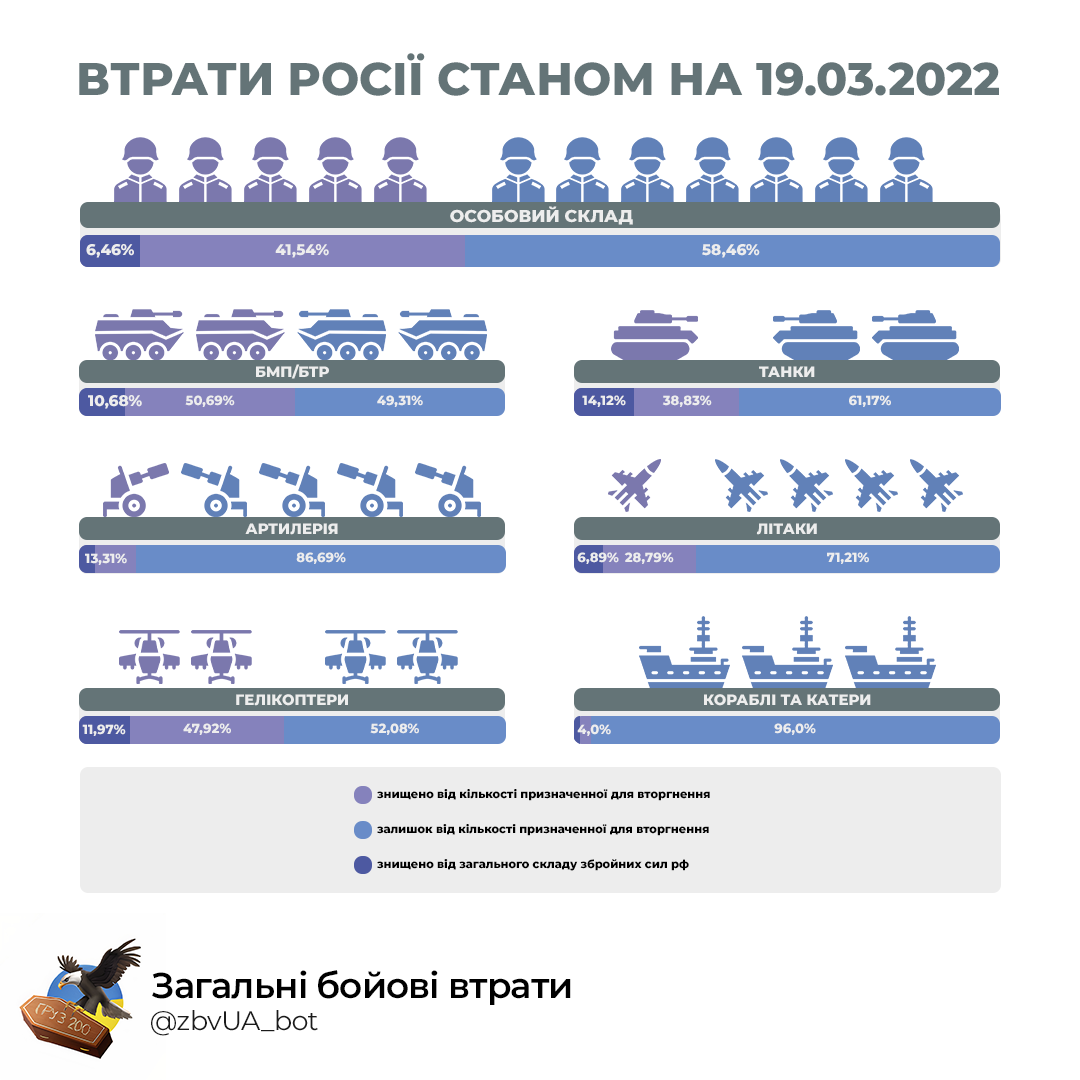 ВТРАТИ РОСІЇ СТАНОМ НА 19.03.2022
ОСОБОВИЙ СКЛАД
6,46% 41,54% 58,46%
БМП/БТР
10,68% 50,69% 49,31%
ТАНКИ
14,12% 38,83% 61,17%
АРТИЛЕРІЯ
13,31% 86,69%
ЛІТАКИ
6,89% 28,79% 71,21%
ГЕЛІКОПТЕРИ
11,97% 47,92% 52,08%
КОРАБЛІ ТА КАТЕРИ
4,0% 96,0%
знищено від кількості призначенної для вторгнення
залишок від кількості призначенної для вторгнення
знищено від загального складу збройних сил рф
ГРУЗ 200
Загальні бойові втрати
@zbvUA_bot